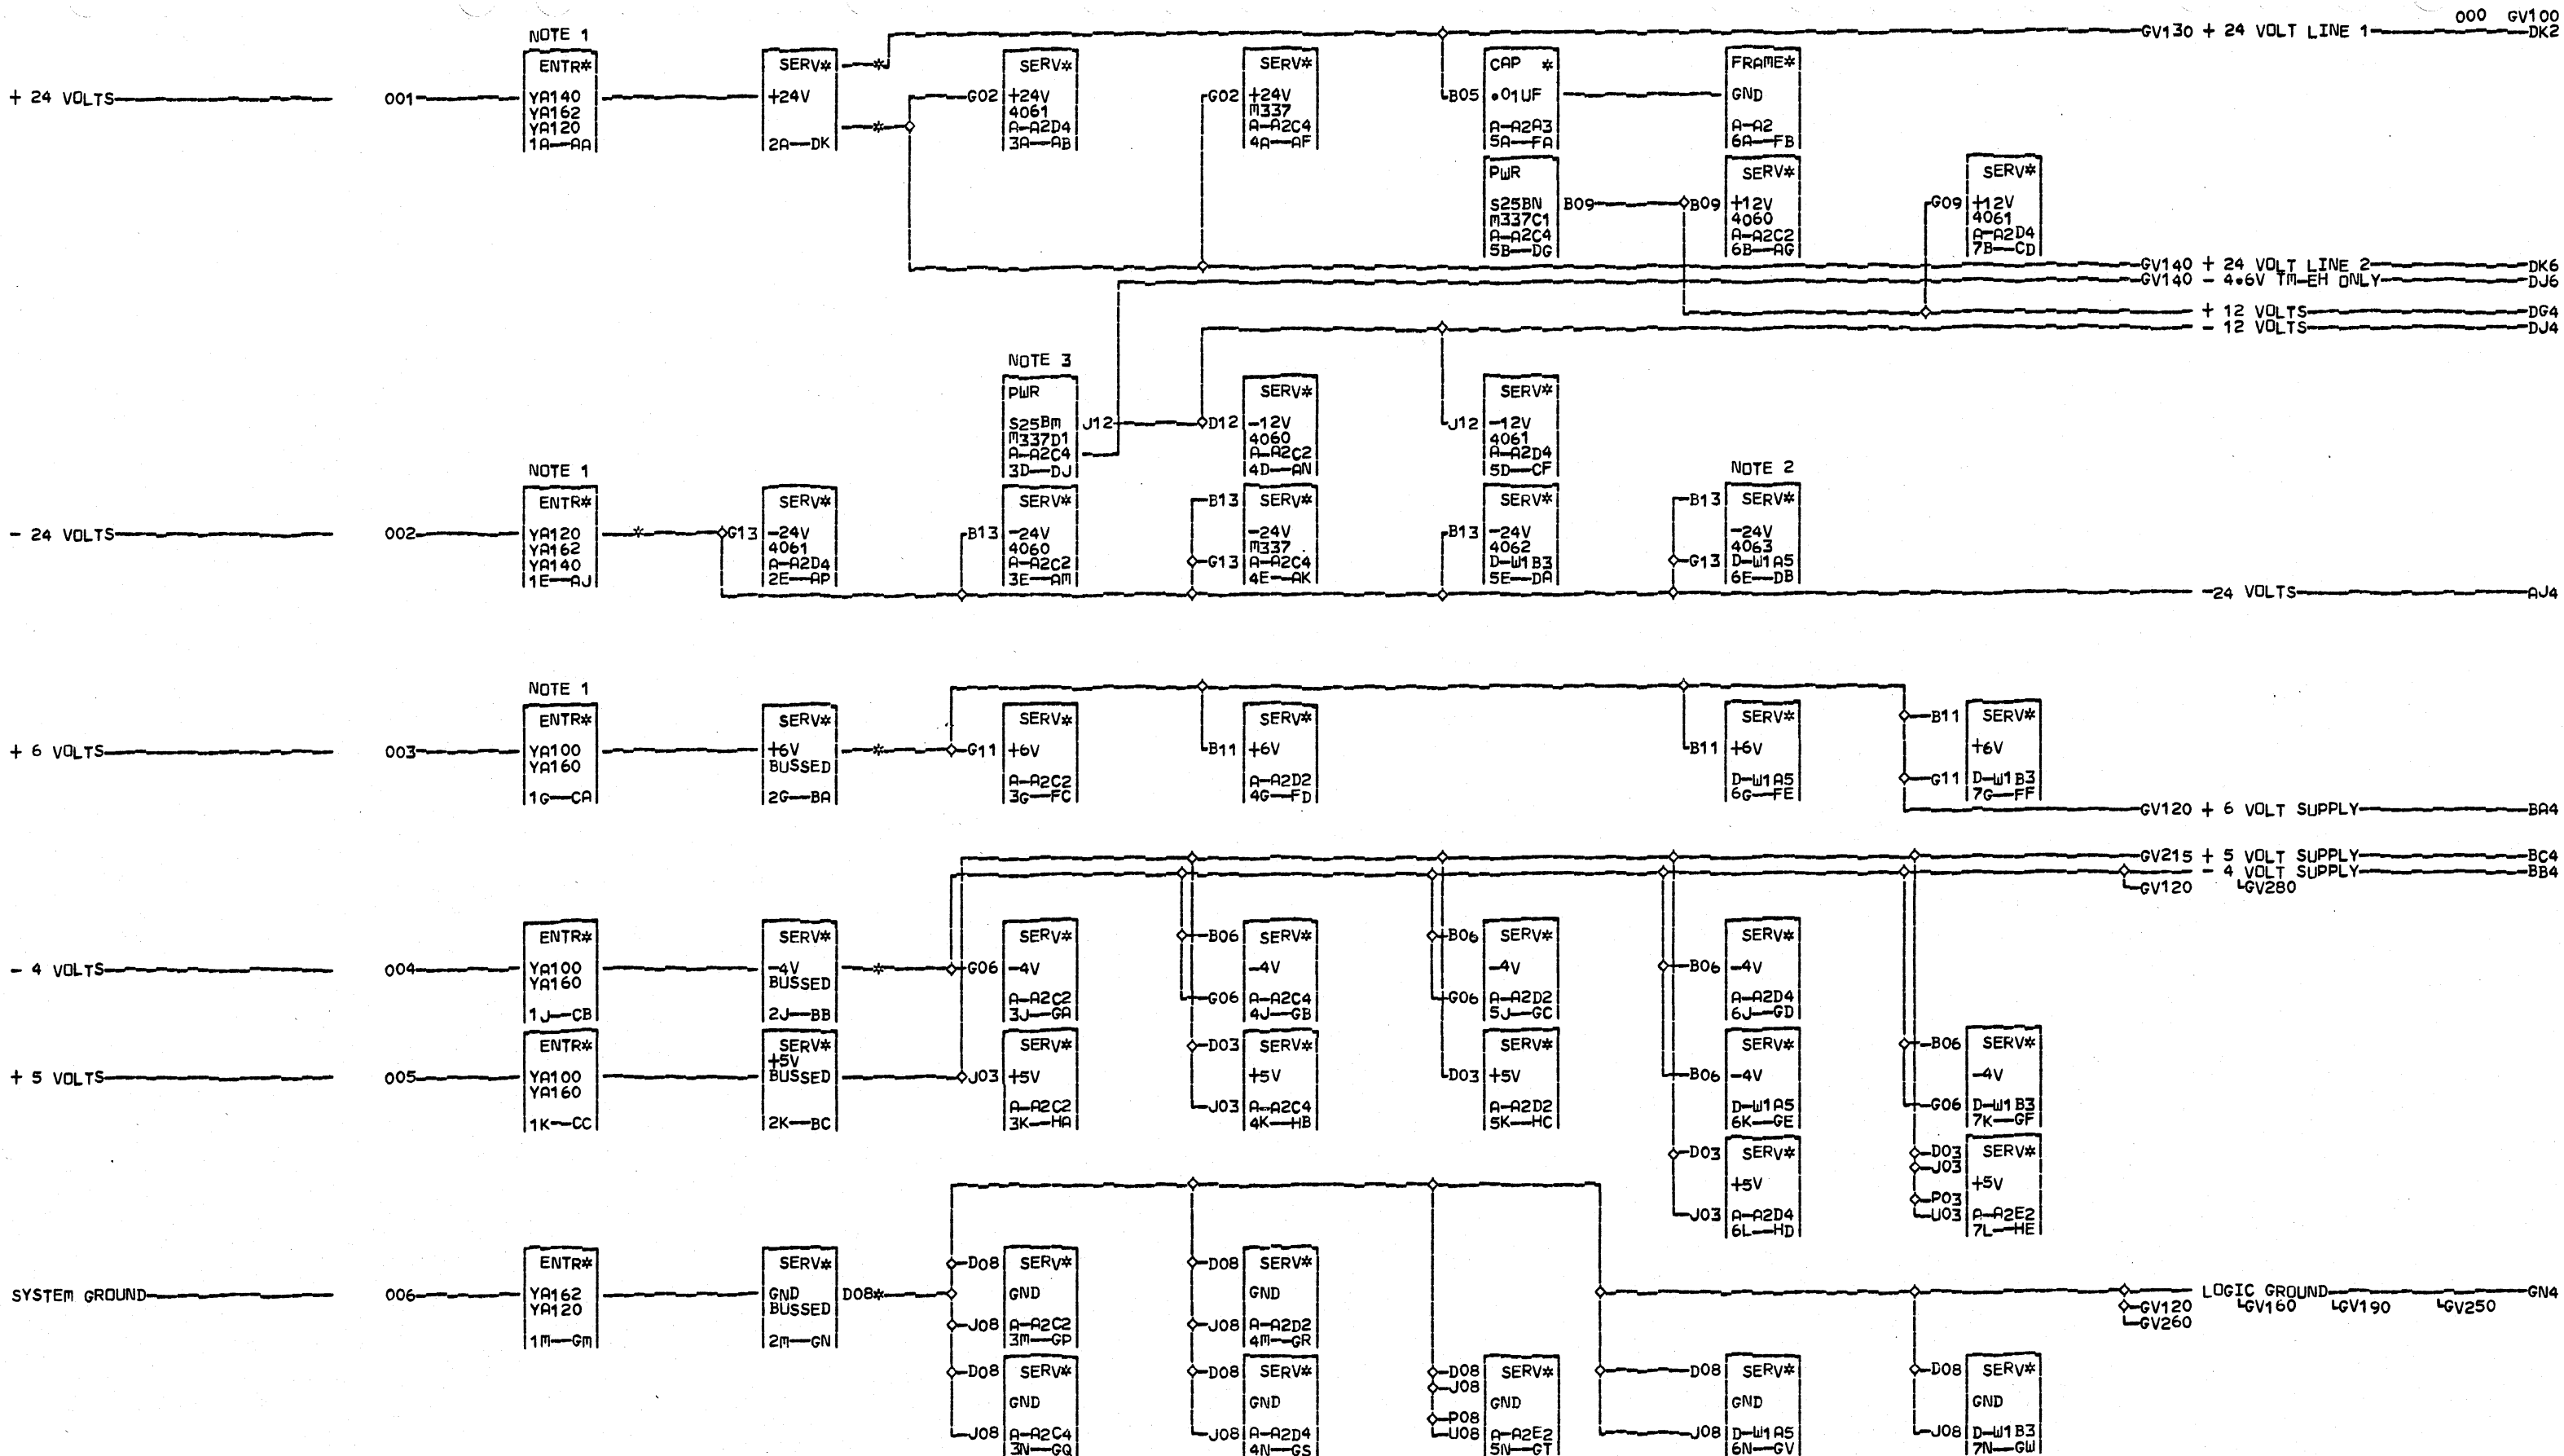 000 GV100
GV130 + 24 VOLT LINE 1 DK2
NOTE 1
+ 24 VOLTS 001
ENTR*
YA140
YA162
YA120
1A—AA
SERV*
+24V
2A—DK
*
*
G02
SERV*
+24V
4061
A-A2D4
3A—AB
G02
SERV*
+24V
M337
A-A2C4
4A—AF
B05
CAP *
.01UF
A-A2A3
5A—FA
FRAME*
GND
A-A2
6A—FB
PWR
S25BN B09
M337C1
A-A2C4
5B—DG
B09
SERV*
+12V
4060
A-A2C2
6B—AG
G09
SERV*
+12V
4061
A-A2D4
7B—CD
GV140 + 24 VOLT LINE 2 DK6
GV140 - 4.6V TM-EH ONLY DJ6
+ 12 VOLTS DG4
- 12 VOLTS DJ4
NOTE 3
PWR
S25BM J12
M337D1
A-A2C4
3D—DJ
D12
SERV*
-12V
4060
A-A2C2
4D—AN
J12
SERV*
-12V
4061
A-A2D4
5D—CF
NOTE 1
- 24 VOLTS 002
ENTR*
YA120
YA162
YA140
1E—AJ
*
G13
SERV*
-24V
4061
A-A2D4
2E—AP
B13
SERV*
-24V
4060
A-A2C2
3E—AM
B13
G13
SERV*
-24V
M337
A-A2C4
4E—AK
B13
SERV*
-24V
4062
D-W1B3
5E—DA
NOTE 2
B13
G13
SERV*
-24V
4063
D-W1A5
6E—DB
-24 VOLTS AJ4
NOTE 1
+ 6 VOLTS 003
ENTR*
YA100
YA160
1G—CA
SERV*
+6V
BUSSED
2G—BA
*
G11
SERV*
+6V
A-A2C2
3G—FC
B11
SERV*
+6V
A-A2D2
4G—FD
B11
SERV*
+6V
D-W1A5
6G—FE
B11
G11
SERV*
+6V
D-W1B3
7G—FF
GV120 + 6 VOLT SUPPLY BA4
GV215 + 5 VOLT SUPPLY BC4
- 4 VOLT SUPPLY BB4
GV120 GV280
- 4 VOLTS 004
ENTR*
YA100
YA160
1J—CB
SERV*
-4V
BUSSED
2J—BB
*
G06
SERV*
-4V
A-A2C2
3J—GA
B06
G06
SERV*
-4V
A-A2C4
4J—GB
B06
G06
SERV*
-4V
A-A2D2
5J—GC
B06
SERV*
-4V
A-A2D4
6J—GD
+ 5 VOLTS 005
ENTR*
YA100
YA160
1K—CC
SERV*
+5V
BUSSED
2K—BC
J03
SERV*
+5V
A-A2C2
3K—HA
D03
J03
SERV*
+5V
A-A2C4
4K—HB
D03
SERV*
+5V
A-A2D2
5K—HC
B06
SERV*
-4V
D-W1A5
6K—GE
B06
G06
SERV*
-4V
D-W1B3
7K—GF
D03
J03
SERV*
+5V
A-A2D4
6L—HD
D03
J03
P03
U03
SERV*
+5V
A-A2E2
7L—HE
SYSTEM GROUND 006
ENTR*
YA162
YA120
1M—GM
SERV*
GND
BUSSED
2M—GN
D08*
D08
J08
SERV*
GND
A-A2C2
3M—GP
D08
J08
SERV*
GND
A-A2D2
4M—GR
LOGIC GROUND GN4
GV120 GV160 GV190 GV250
GV260
D08
J08
SERV*
GND
A-A2C4
3N—GQ
D08
J08
SERV*
GND
A-A2D4
4N—GS
D08
J08
P08
U08
SERV*
GND
A-A2E2
5N—GT
D08
J08
SERV*
GND
D-W1A5
6N—GV
D08
J08
SERV*
GND
D-W1B3
7N—GW